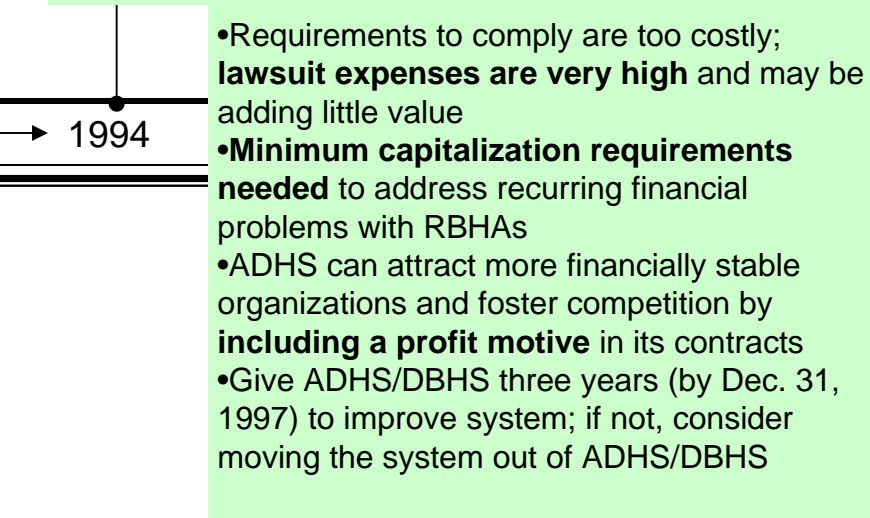 1994
•Requirements to comply are too costly;
lawsuit expenses are very high and may be
adding little value
•Minimum capitalization requirements
needed to address recurring financial
problems with RBHAs
•ADHS can attract more financially stable
organizations and foster competition by
including a profit motive in its contracts
•Give ADHS/DBHS three years (by Dec. 31,
1997) to improve system; if not, consider
moving the system out of ADHS/DBHS